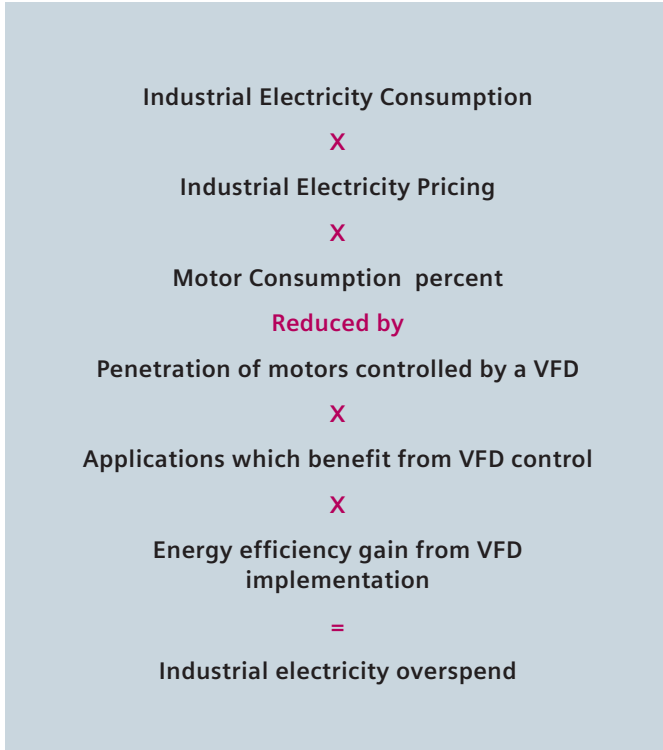 Industrial Electricity Consumption
X
Industrial Electricity Pricing
X
Motor Consumption percent
Reduced by
Penetration of motors controlled by a VFD
X
Applications which benefit from VFD control
X
Energy efficiency gain from VFD
implementation
=
Industrial electricity overspend